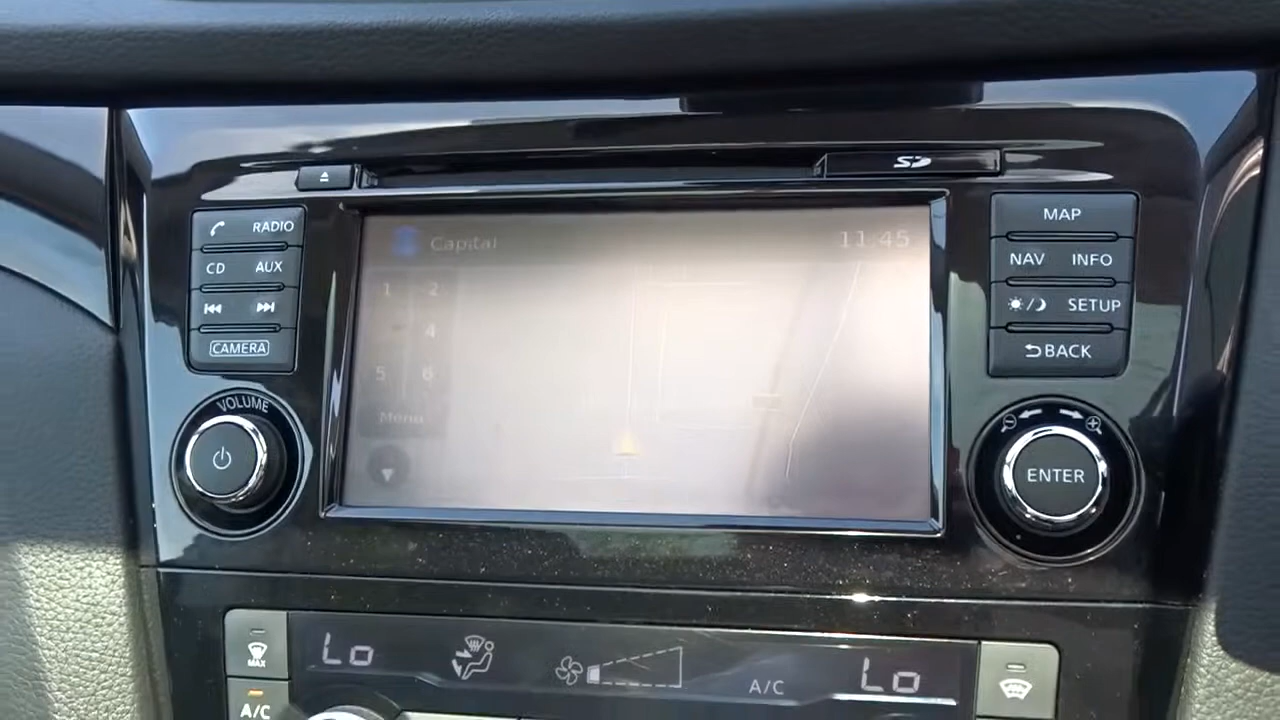 SD
RADIO
CD AUX
CAMERA
VOLUME
Capital
11:45
1 2
4
5 6
Menu
MAP
NAV INFO
SETUP
BACK
ENTER
MAX
Lo
A/C
Lo
A/C